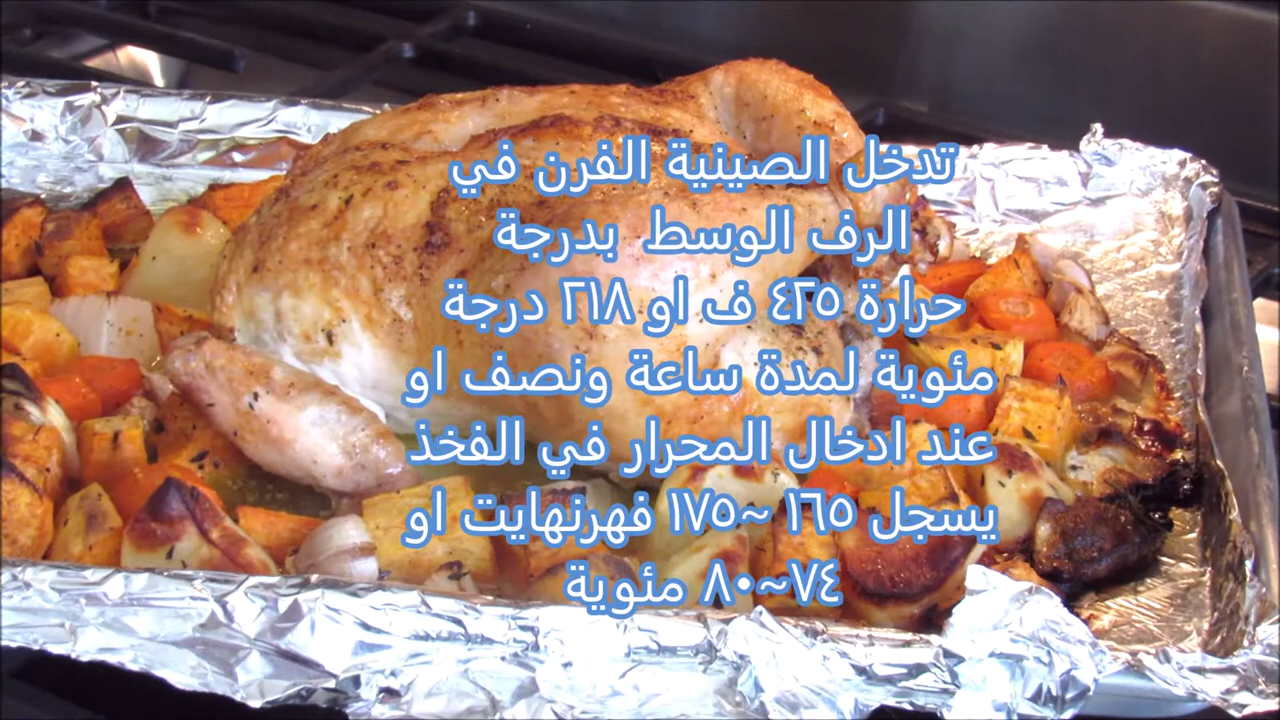 تدخل الصينية الفرن في
الرف الوسط بدرجة
حرارة ٤٢٥ ف او ٢١٨ درجة
مئوية لمدة ساعة ونصف او
عند ادخال المحرار في الفخذ
يسجل ١٦٥ ~١٧٥ فهرنهايت او
٧٤~٨٠ مئوية